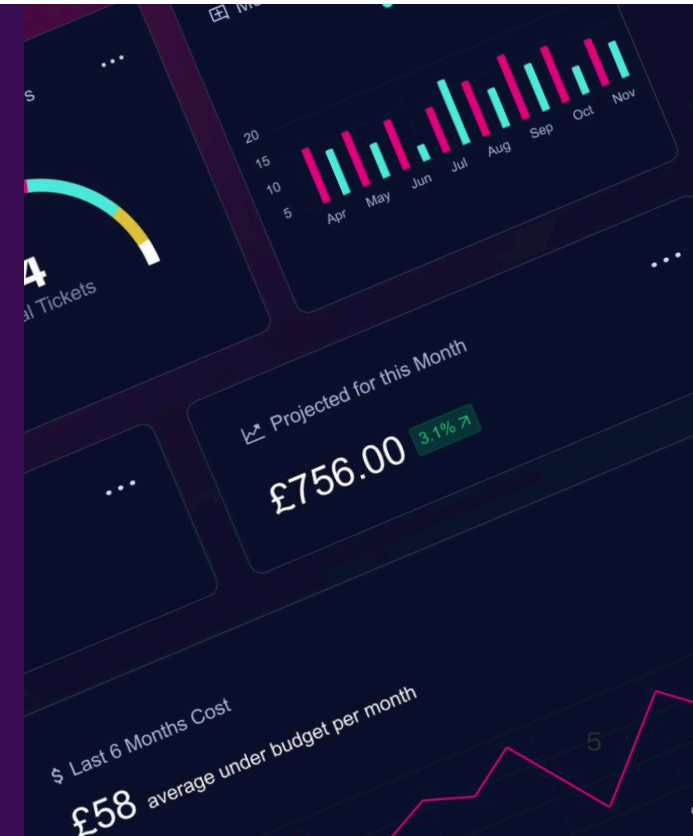 20
15
10
5
Apr
May
Jun
Jul
Aug
Sep
Oct
Nov
4
Tickets
Projected for this Month
£756.00
3.1%
$ Last 6 Months Cost
£58 average under budget per month
5